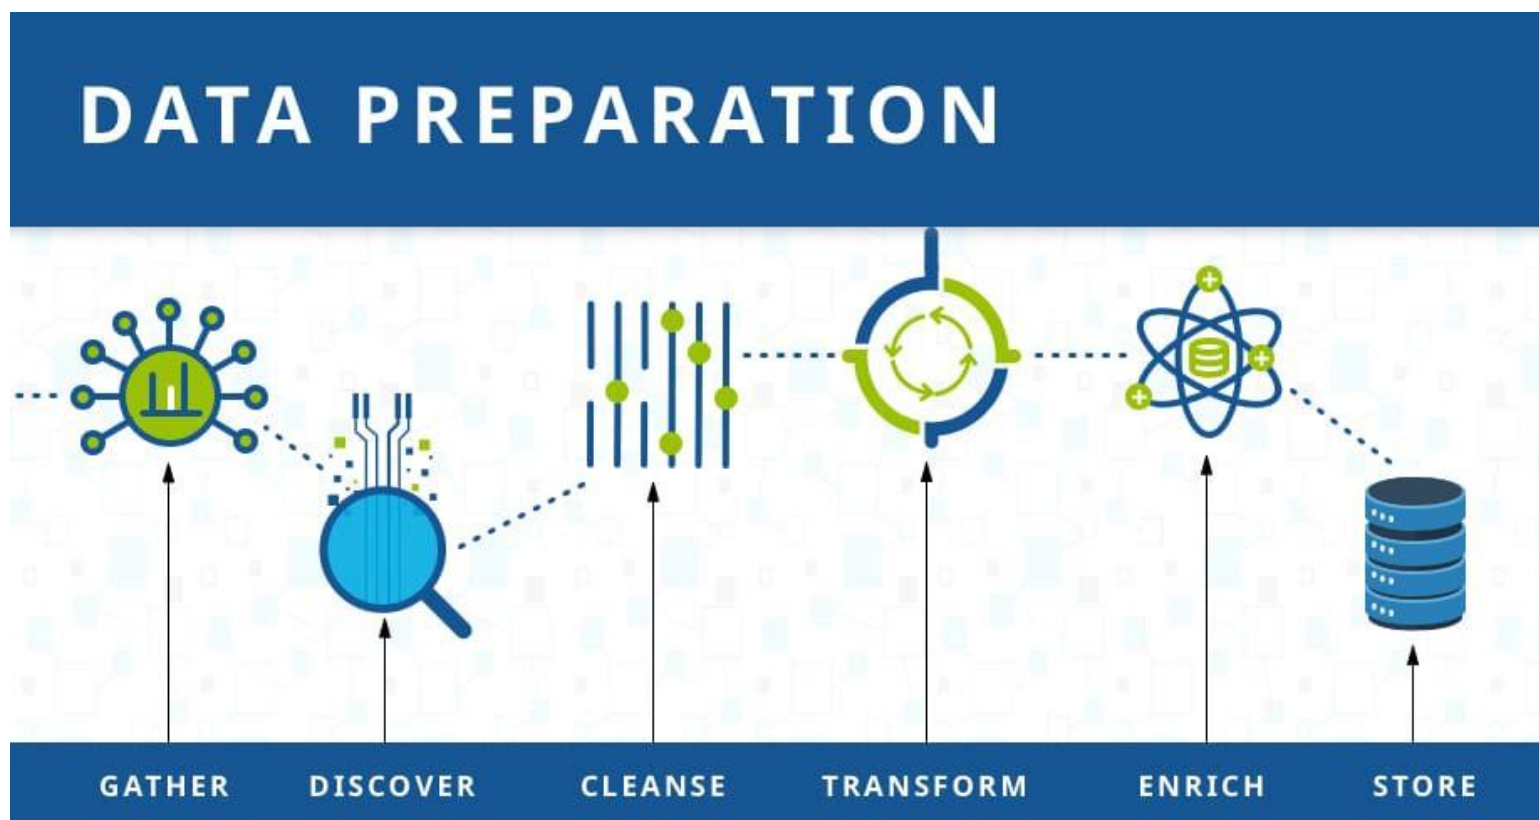 DATA PREPARATION
GATHER DISCOVER CLEANSE TRANSFORM ENRICH STORE